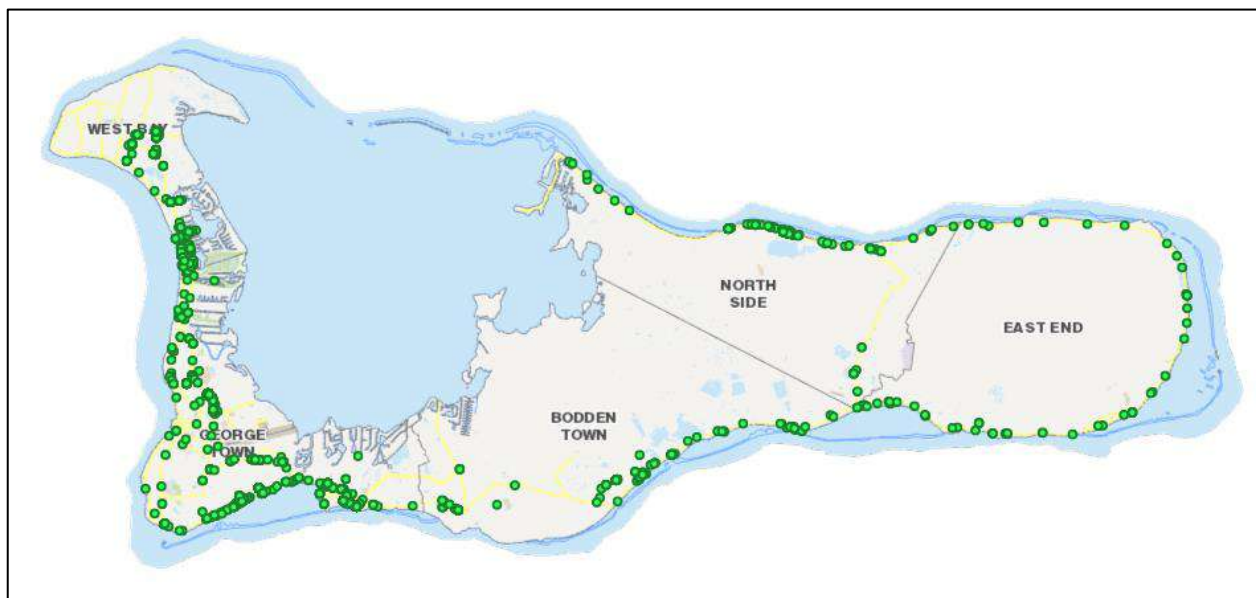 WEST BAY
NORTH
SIDE
EAST END
BODDEN
TOWN
GEORGE
TOWN